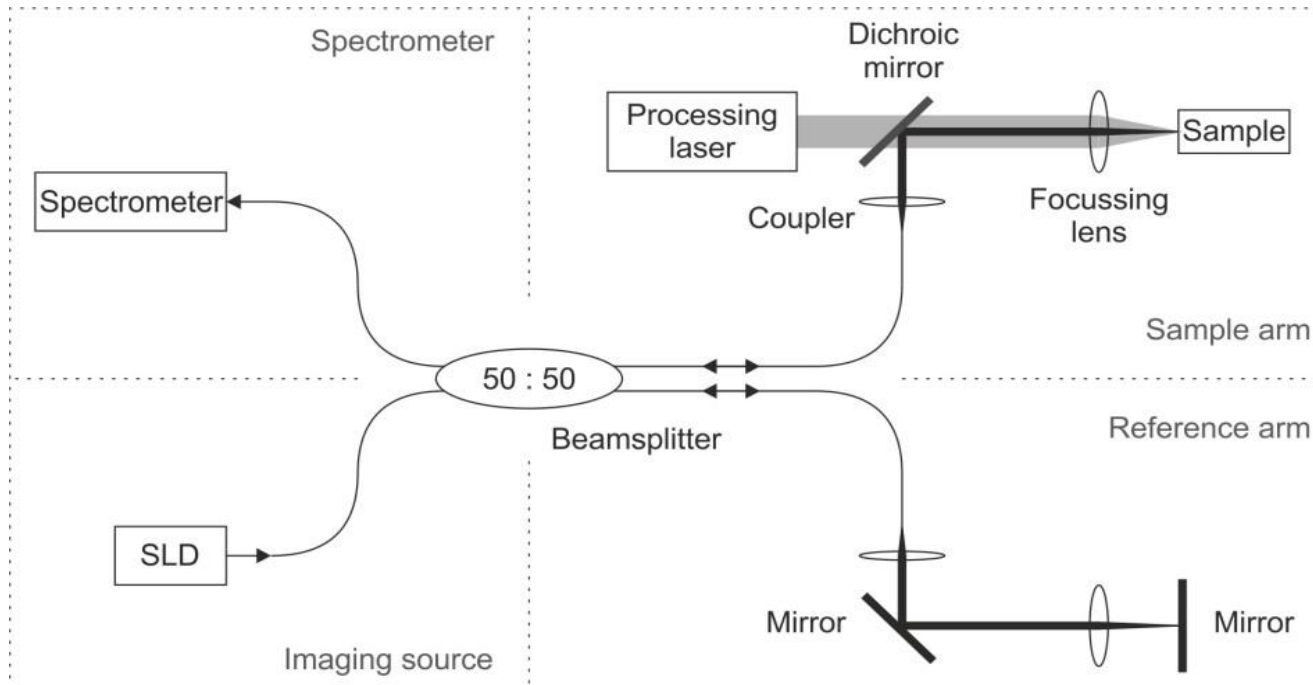 Spectrometer
Dichroic
mirror
Processing
laser
Sample
Spectrometer
Coupler
Focussing
lens
Sample arm
50 : 50
Beamsplitter
Reference arm
SLD
Mirror
Mirror
Imaging source